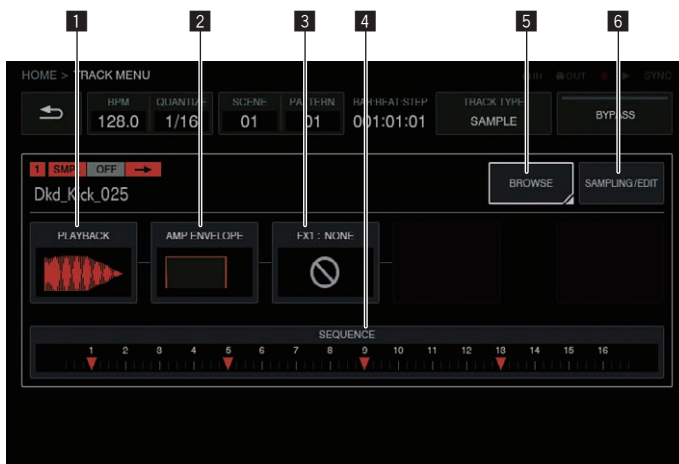 1 2 3 4 5 6
HOME > TRACK MENU IN OUT SYNC
BPM QUANTIZE SCENE PATTERN BAR:BEAT:STEP TRACK TYPE
128.0 1/16 01 01 001:01:01 SAMPLE BYPASS
1 SMP OFF
Dkd_Kick_025
BROWSE SAMPLING/EDIT
PLAYBACK AMP ENVELOPE FX1 : NONE
SEQUENCE
1 2 3 4 5 6 7 8 9 10 11 12 13 14 15 16